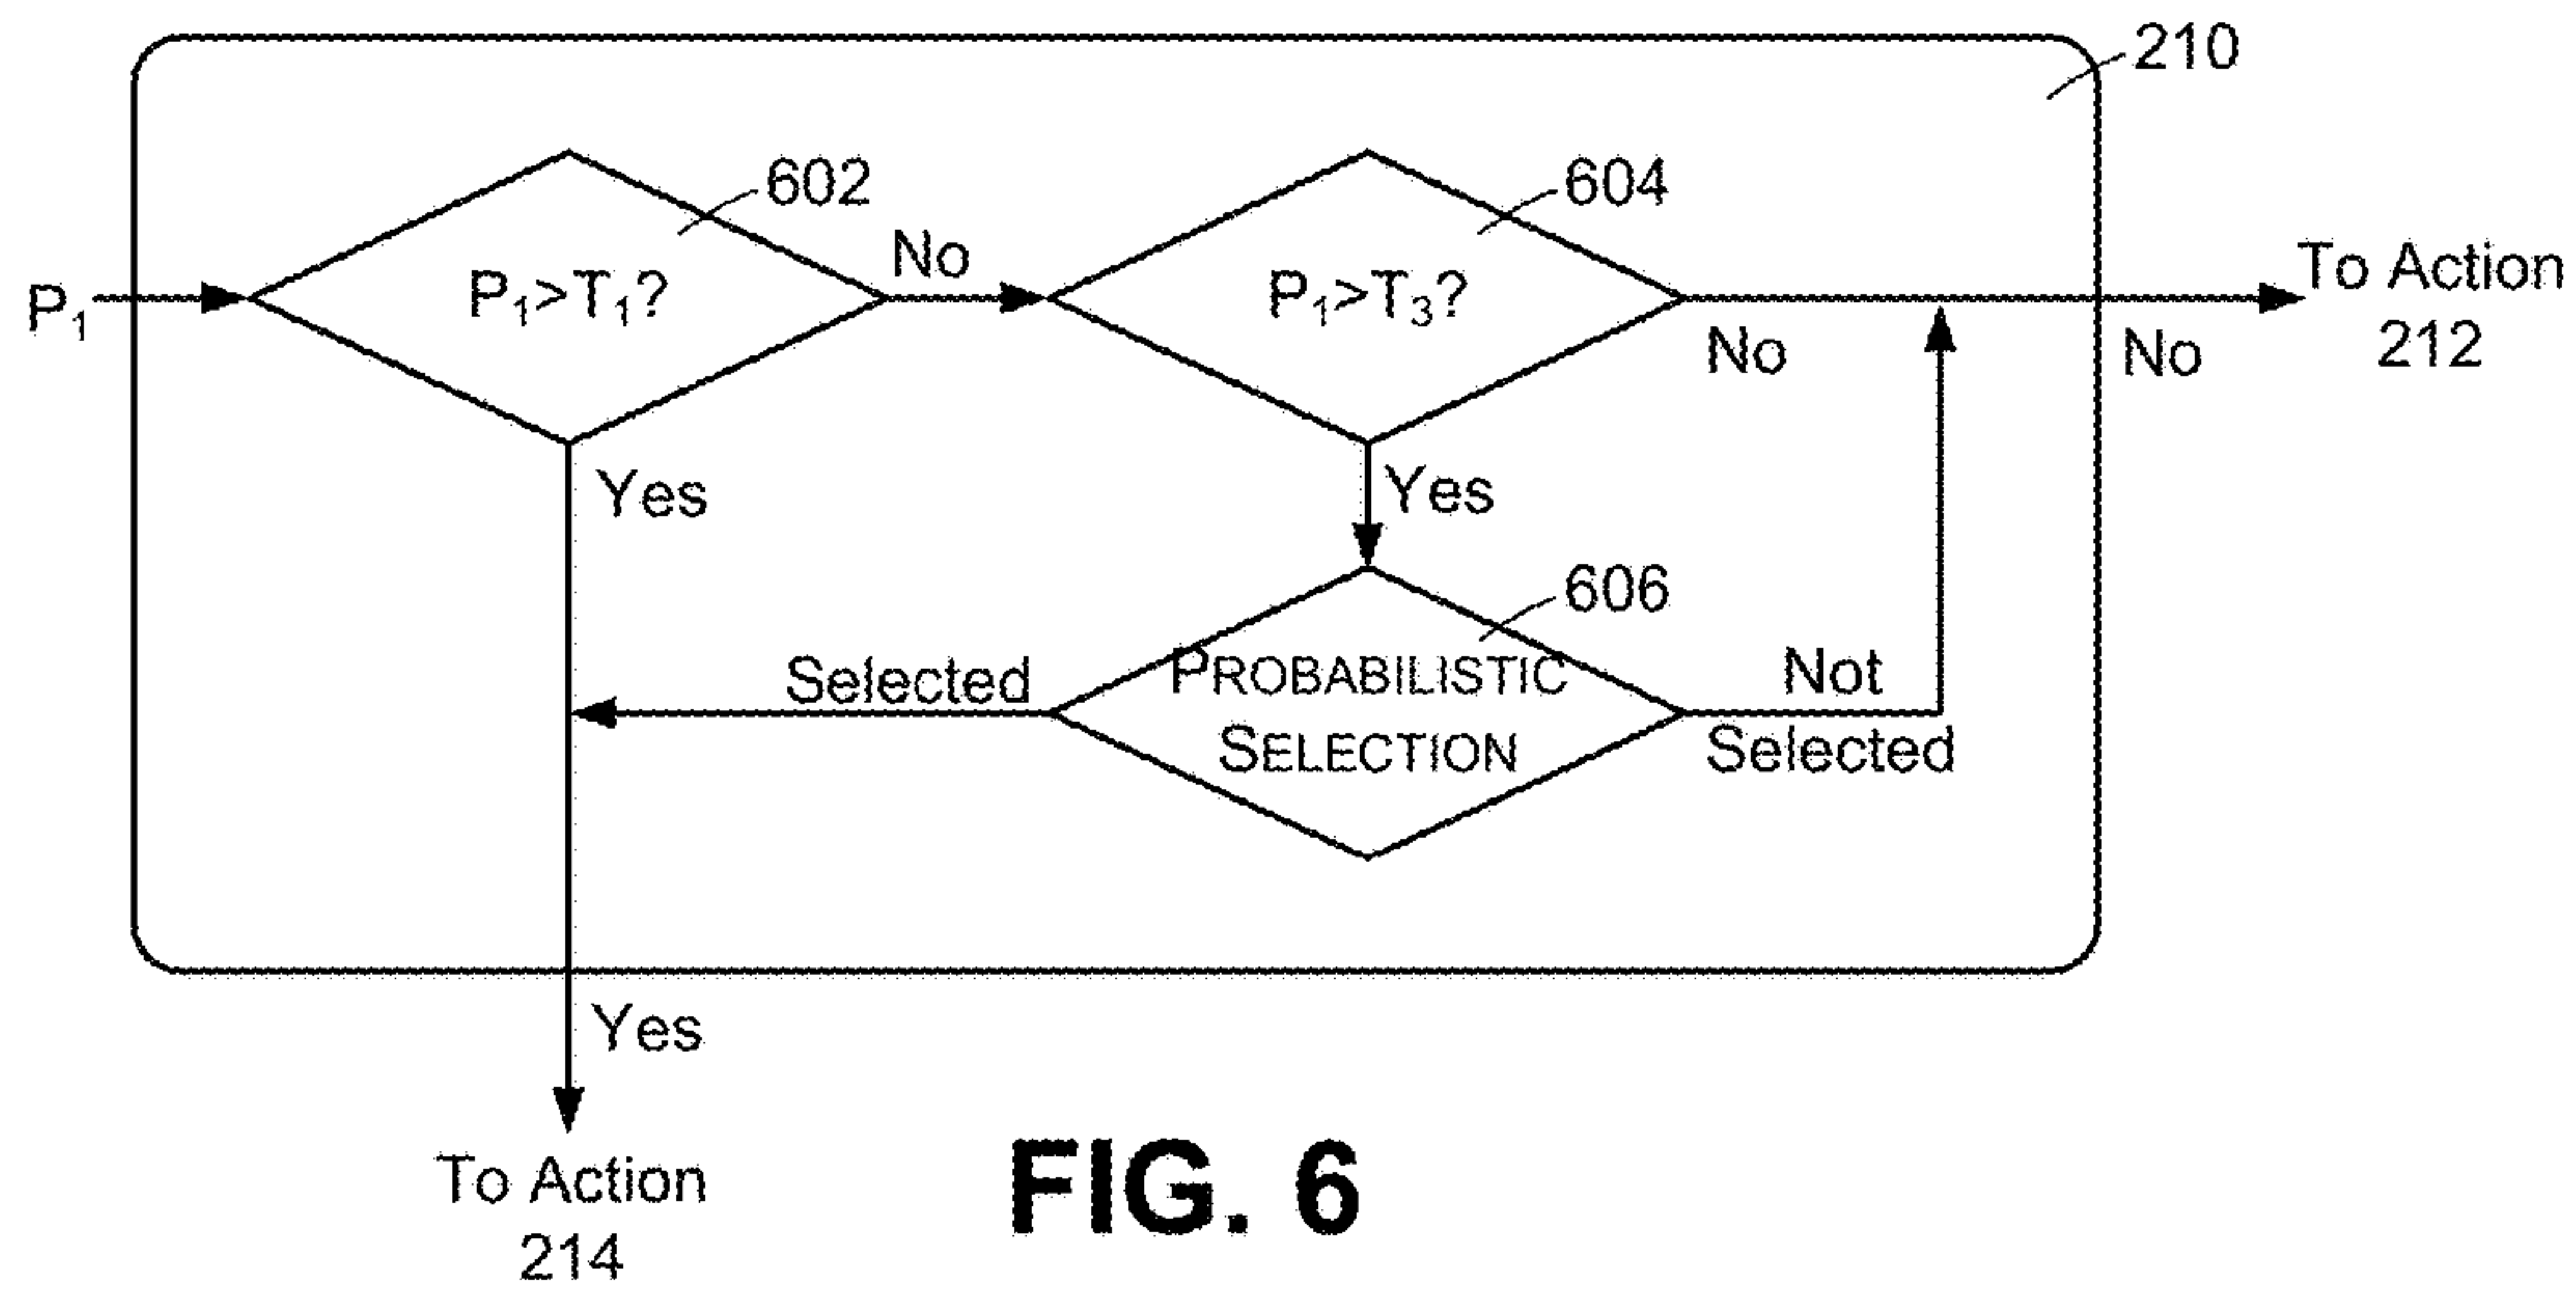 210
602
604
P₁
P₁>T₁?
No
P₁>T₃?
No
No
To Action
212
Yes
Yes
606
Selected
PROBABILISTIC
SELECTION
Not
Selected
Yes
To Action
214
FIG. 6